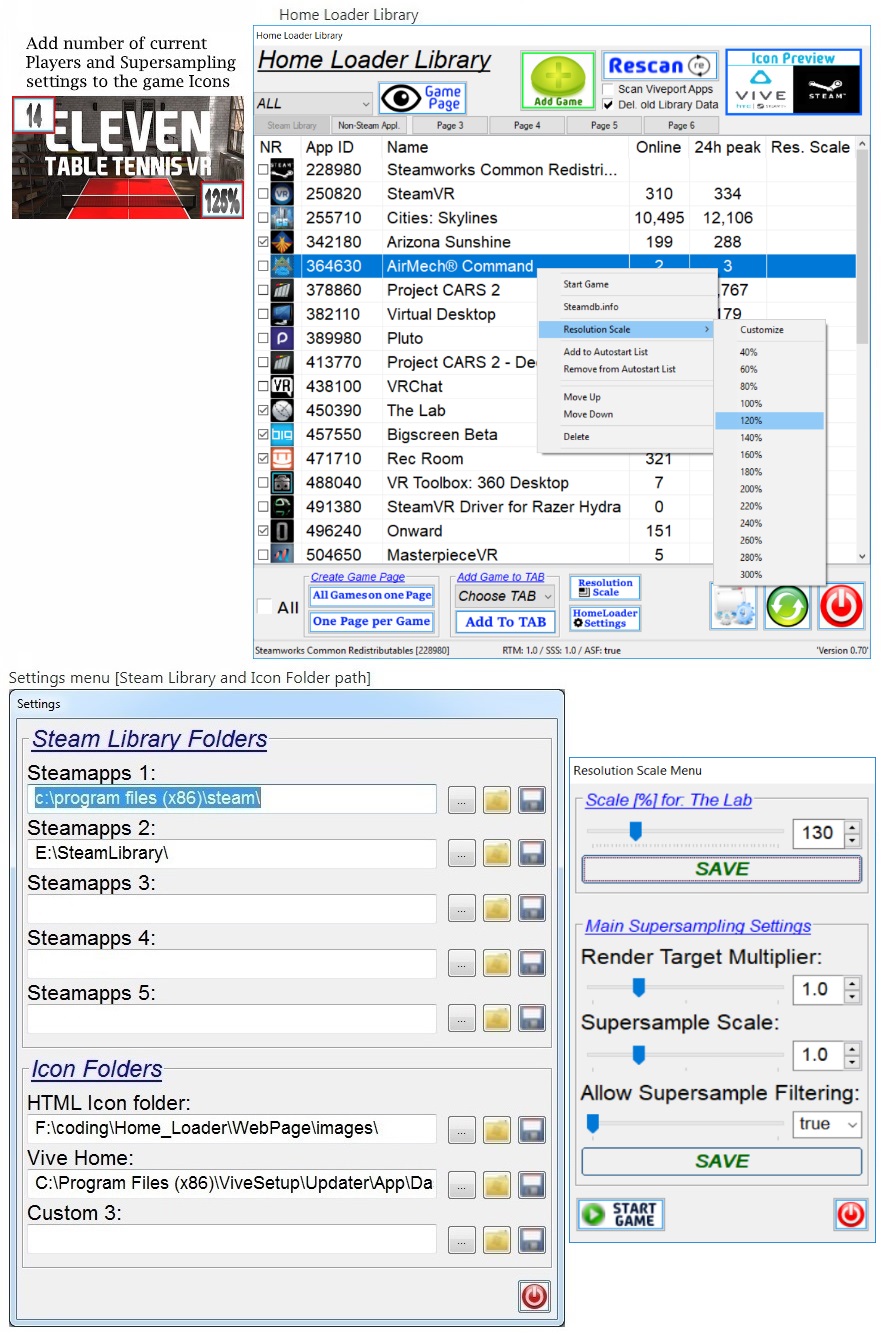 Home Loader Library
Add number of current
Players and Supersampling
settings to the game Icons
14
ELEVEN
TABLE TENNIS VR
125%
Home Loader Library
Home Loader Library
ALL
Game
Page
Add Game
Rescan re
Scan Viveport Apps
Del. old Library Data
Icon Preview
VIVE
STEAM™
Steam Library Non-Steam Appl. Page 3 Page 4 Page 5 Page 6
NR App ID Name Online 24h peak Res. Scale
STEAM 228980 Steamworks Common Redistri...
VR 250820 SteamVR 310 334
255710 Cities: Skylines 10,495 12,106
342180 Arizona Sunshine 199 288
364630 AirMech® Command 2 3
378860 Project CARS 2 ,767
382110 Virtual Desktop 179
389980 Pluto
413770 Project CARS 2 - De
VR 438100 VRChat
450390 The Lab
big 457550 Bigscreen Beta
471710 Rec Room 321
488040 VR Toolbox: 360 Desktop 7
491380 SteamVR Driver for Razer Hydra 0
496240 Onward 151
504650 MasterpieceVR 5
Start Game
Steamdb.info
Resolution Scale
Add to Autostart List
Remove from Autostart List
Move Up
Move Down
Delete
Customize
40%
60%
80%
100%
120%
140%
160%
180%
200%
220%
240%
260%
280%
300%
All
Create Game Page
All Games on one Page
One Page per Game
Add Game to TAB
Choose TAB
Add To TAB
Resolution
Scale
HomeLoader
Settings
Steamworks Common Redistributables [228980] RTM: 1.0 / SSS: 1.0 / ASF: true 'Version 0.70'
Settings menu [Steam Library and Icon Folder path]
Settings
Steam Library Folders
Steamapps 1:
c:\program files (x86)\steam\
...
Steamapps 2:
E:\SteamLibrary\
...
Steamapps 3:
...
Steamapps 4:
...
Steamapps 5:
...
Icon Folders
HTML Icon folder:
F:\coding\Home_Loader\WebPage\images\
...
Vive Home:
C:\Program Files (x86)\ViveSetup\Updater\App\Da
...
Custom 3:
...
Resolution Scale Menu
Scale [%] for: The Lab
130
SAVE
Main Supersampling Settings
Render Target Multiplier:
1.0
Supersample Scale:
1.0
Allow Supersample Filtering:
true
SAVE
START
GAME